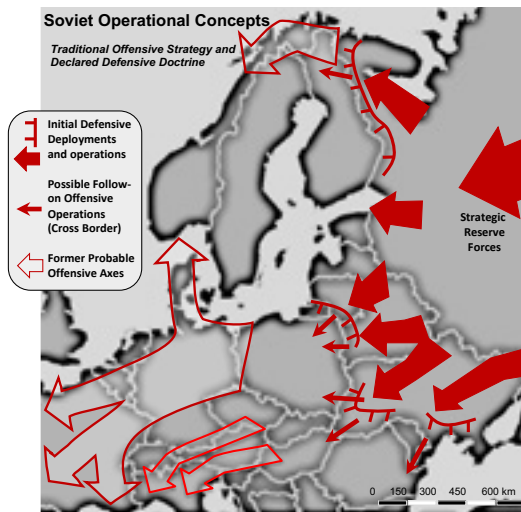 Soviet Operational Concepts
Traditional Offensive Strategy and
Declared Defensive Doctrine
Initial Defensive
Deployments
and operations
Possible Follow-
on Offensive
Operations
(Cross Border)
Former Probable
Offensive Axes
Strategic
Reserve
Forces
0 150 300 450 600 km